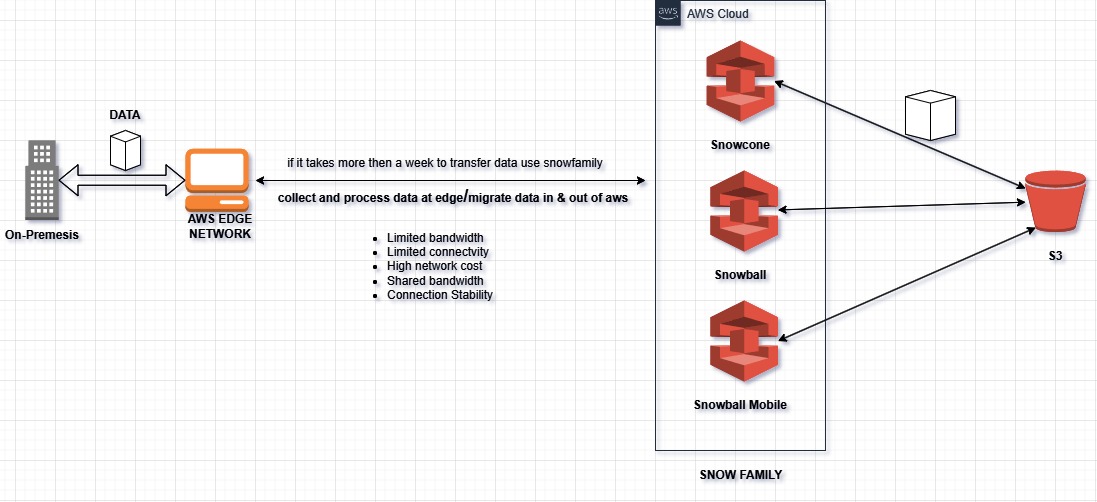 aws
AWS Cloud
DATA
Snowcone
if it takes more then a week to transfer data use snowfamily
collect and process data at edge/migrate data in & out of aws
On-Premesis
AWS EDGE
NETWORK
Limited bandwidth
Limited connectvity
High network cost
Shared bandwidth
Connection Stability
Snowball
S3
Snowball Mobile
SNOW FAMILY